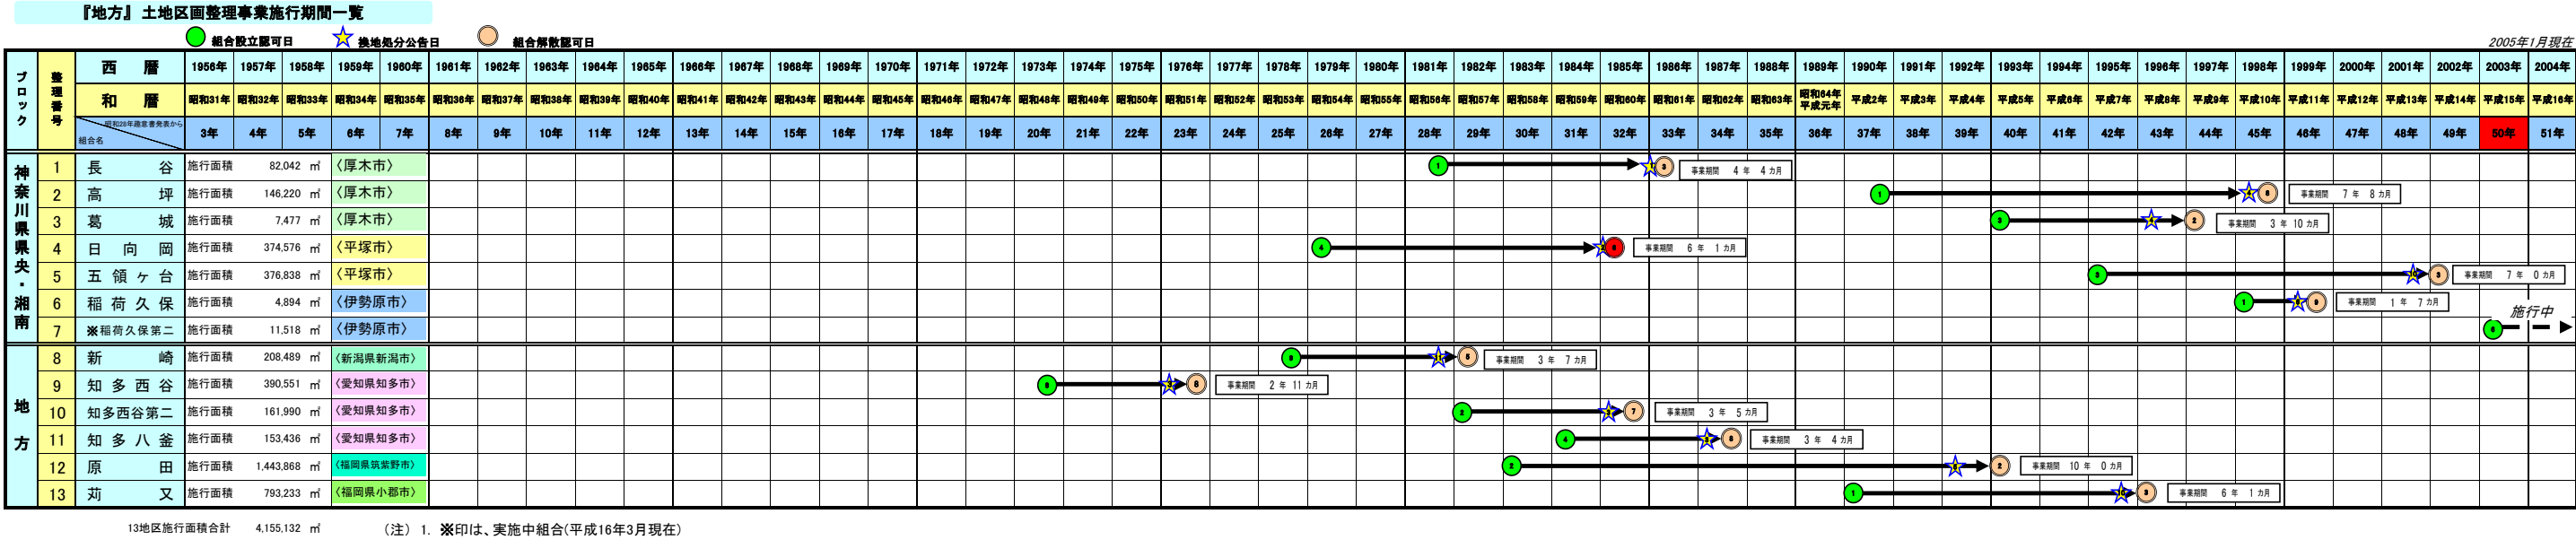 『地方』 土地区画整理事業施行期間一覧
組合設立認可日 換地処分公告日 組合解散認可日
2005年1月現在
ブロック 整理番号 西暦 1956年 1957年 1958年 1959年 1960年 1961年 1962年 1963年 1964年 1965年 1966年 1967年 1968年 1969年 1970年 1971年 1972年 1973年 1974年 1975年 1976年 1977年 1978年 1979年 1980年 1981年 1982年 1983年 1984年 1985年 1986年 1987年 1988年 1989年 1990年 1991年 1992年 1993年 1994年 1995年 1996年 1997年 1998年 1999年 2000年 2001年 2002年 2003年 2004年
和暦 昭和31年 昭和32年 昭和33年 昭和34年 昭和35年 昭和36年 昭和37年 昭和38年 昭和39年 昭和40年 昭和41年 昭和42年 昭和43年 昭和44年 昭和45年 昭和46年 昭和47年 昭和48年 昭和49年 昭和50年 昭和51年 昭和52年 昭和53年 昭和54年 昭和55年 昭和56年 昭和57年 昭和58年 昭和59年 昭和60年 昭和61年 昭和62年 昭和63年 昭和64年 平成元年 平成2年 平成3年 平成4年 平成5年 平成6年 平成7年 平成8年 平成9年 平成10年 平成11年 平成12年 平成13年 平成14年 平成15年 平成16年
昭和28年趣意書発表から
組合名 3年 4年 5年 6年 7年 8年 9年 10年 11年 12年 13年 14年 15年 16年 17年 18年 19年 20年 21年 22年 23年 24年 25年 26年 27年 28年 29年 30年 31年 32年 33年 34年 35年 36年 37年 38年 39年 40年 41年 42年 43年 44年 45年 46年 47年 48年 49年 50年 51年
神奈川県県央・湘南
1 長谷 施行面積 82,042 ㎡ 〈厚木市〉 1 3 事業期間 4 年 4 カ月
2 高坪 施行面積 146,220 ㎡ 〈厚木市〉 1 事業期間 7 年 8 カ月
3 葛城 施行面積 7,477 ㎡ 〈厚木市〉 3 4 2 事業期間 3 年 10 カ月
4 日向岡 施行面積 374,576 ㎡ 〈平塚市〉 4 事業期間 6 年 1 カ月
5 五領ヶ台 施行面積 376,838 ㎡ 〈平塚市〉 3 3 事業期間 7 年 0 カ月
6 稲荷久保 施行面積 4,894 ㎡ 〈伊勢原市〉 1 9 事業期間 1 年 7 カ月
7 ※稲荷久保第二 施行面積 11,518 ㎡ 〈伊勢原市〉 施行中
地方
8 新崎 施行面積 208,489 ㎡ 〈新潟県新潟市〉 5 事業期間 3 年 7 カ月
9 知多西谷 施行面積 390,551 ㎡ 〈愛知県知多市〉 8 事業期間 2 年 11 カ月
10 知多西谷第二 施行面積 161,990 ㎡ 〈愛知県知多市〉 2 7 事業期間 3 年 5 カ月
11 知多八釜 施行面積 153,436 ㎡ 〈愛知県知多市〉 4 8 事業期間 3 年 4 カ月
12 原田 施行面積 1,443,868 ㎡ 〈福岡県筑紫野市〉 2 2 事業期間 10 年 0 カ月
13 苅又 施行面積 793,233 ㎡ 〈福岡県小郡市〉 1 10 3 事業期間 6 年 1 カ月
13地区施行面積合計 4,155,132 ㎡ (注) 1. ※印は、実施中組合(平成16年3月現在)